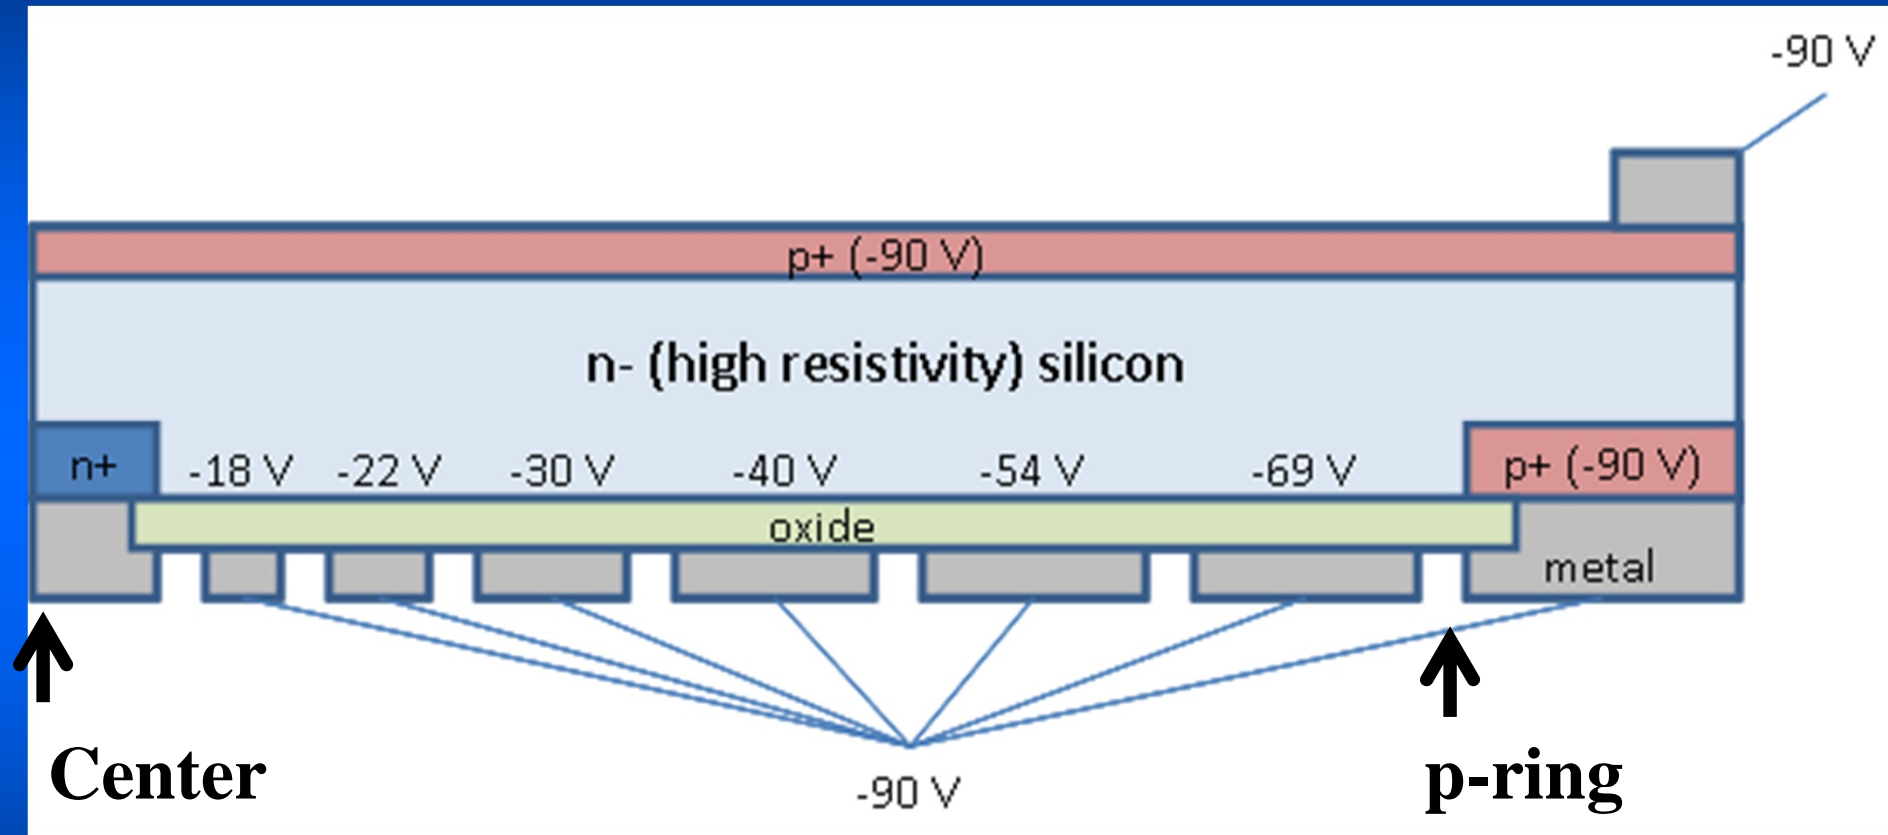 -90 V
p+ (-90 V)
n- (high resistivity) silicon
n+
-18 V
-22 V
-30 V
-40 V
-54 V
-69 V
p+ (-90 V)
oxide
metal
Center
-90 V
p-ring